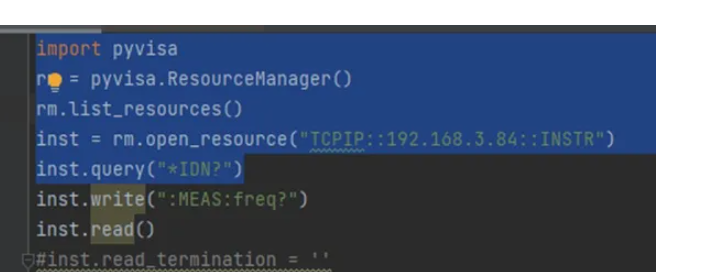 import pyvisa
r = pyvisa.ResourceManager()
rm.list_resources()
inst = rm.open_resource("TCPIP::192.168.3.84::INSTR")
inst.query("*IDN?")
inst.write(":MEAS:freq?")
inst.read()
#inst.read_termination = ''